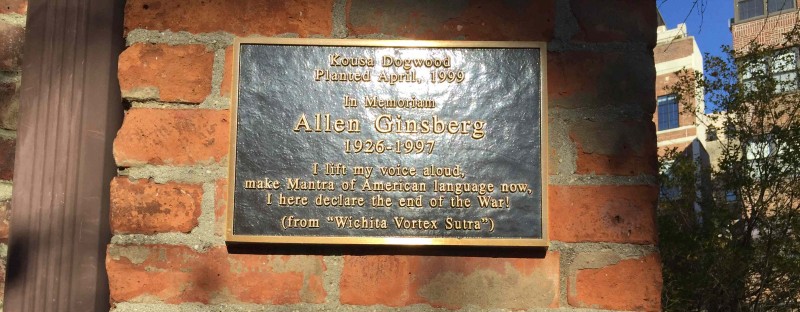 Kousa Dogwood
Planted April, 1999
In Memoriam
Allen Ginsberg
1926-1997
I lift my voice aloud,
make Mantra of American language now,
I here declare the end of the War!
(from "Wichita Vortex Sutra")